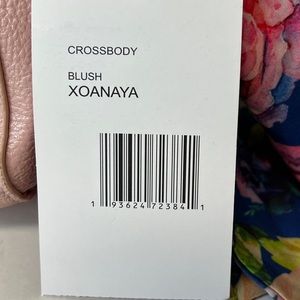 CROSSBODY
BLUSH
XOANAYA
1 93624 72384 1